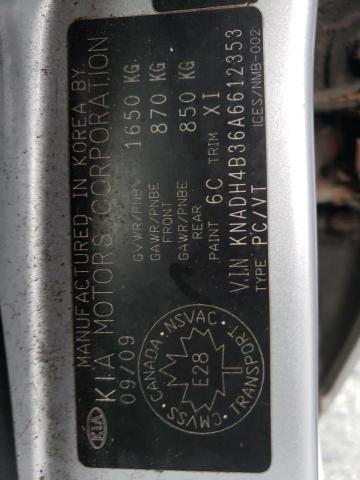 MANUFACTURED IN KOREA BY:
KIA KIA MOTORS CORPORATION
09/09
GVWR/PNBV 1650 KG
GAWR/PNBE 870 KG
FRONT
GAWR/PNBE 850 KG
REAR
PAINT 6C TRIM XI
V.I.N KNADH4B36A6612353
TYPE PC/VT ICES/NMB-002
CANADA · NSVAC · TRANSPORT · CMVSS
E28